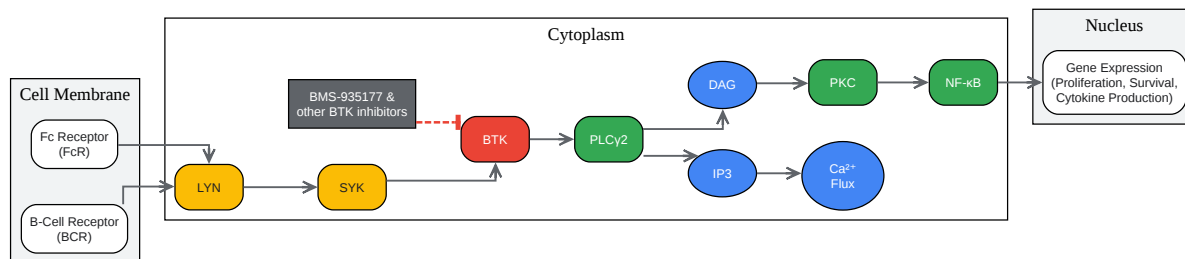 Cell Membrane
Fc Receptor
(FcR)
B-Cell Receptor
(BCR)
Cytoplasm
LYN
SYK
BMS-935177 &
other BTK inhibitors
BTK
PLCγ2
DAG
IP3
PKC
Ca²⁺
Flux
NF-κB
Nucleus
Gene Expression
(Proliferation, Survival,
Cytokine Production)